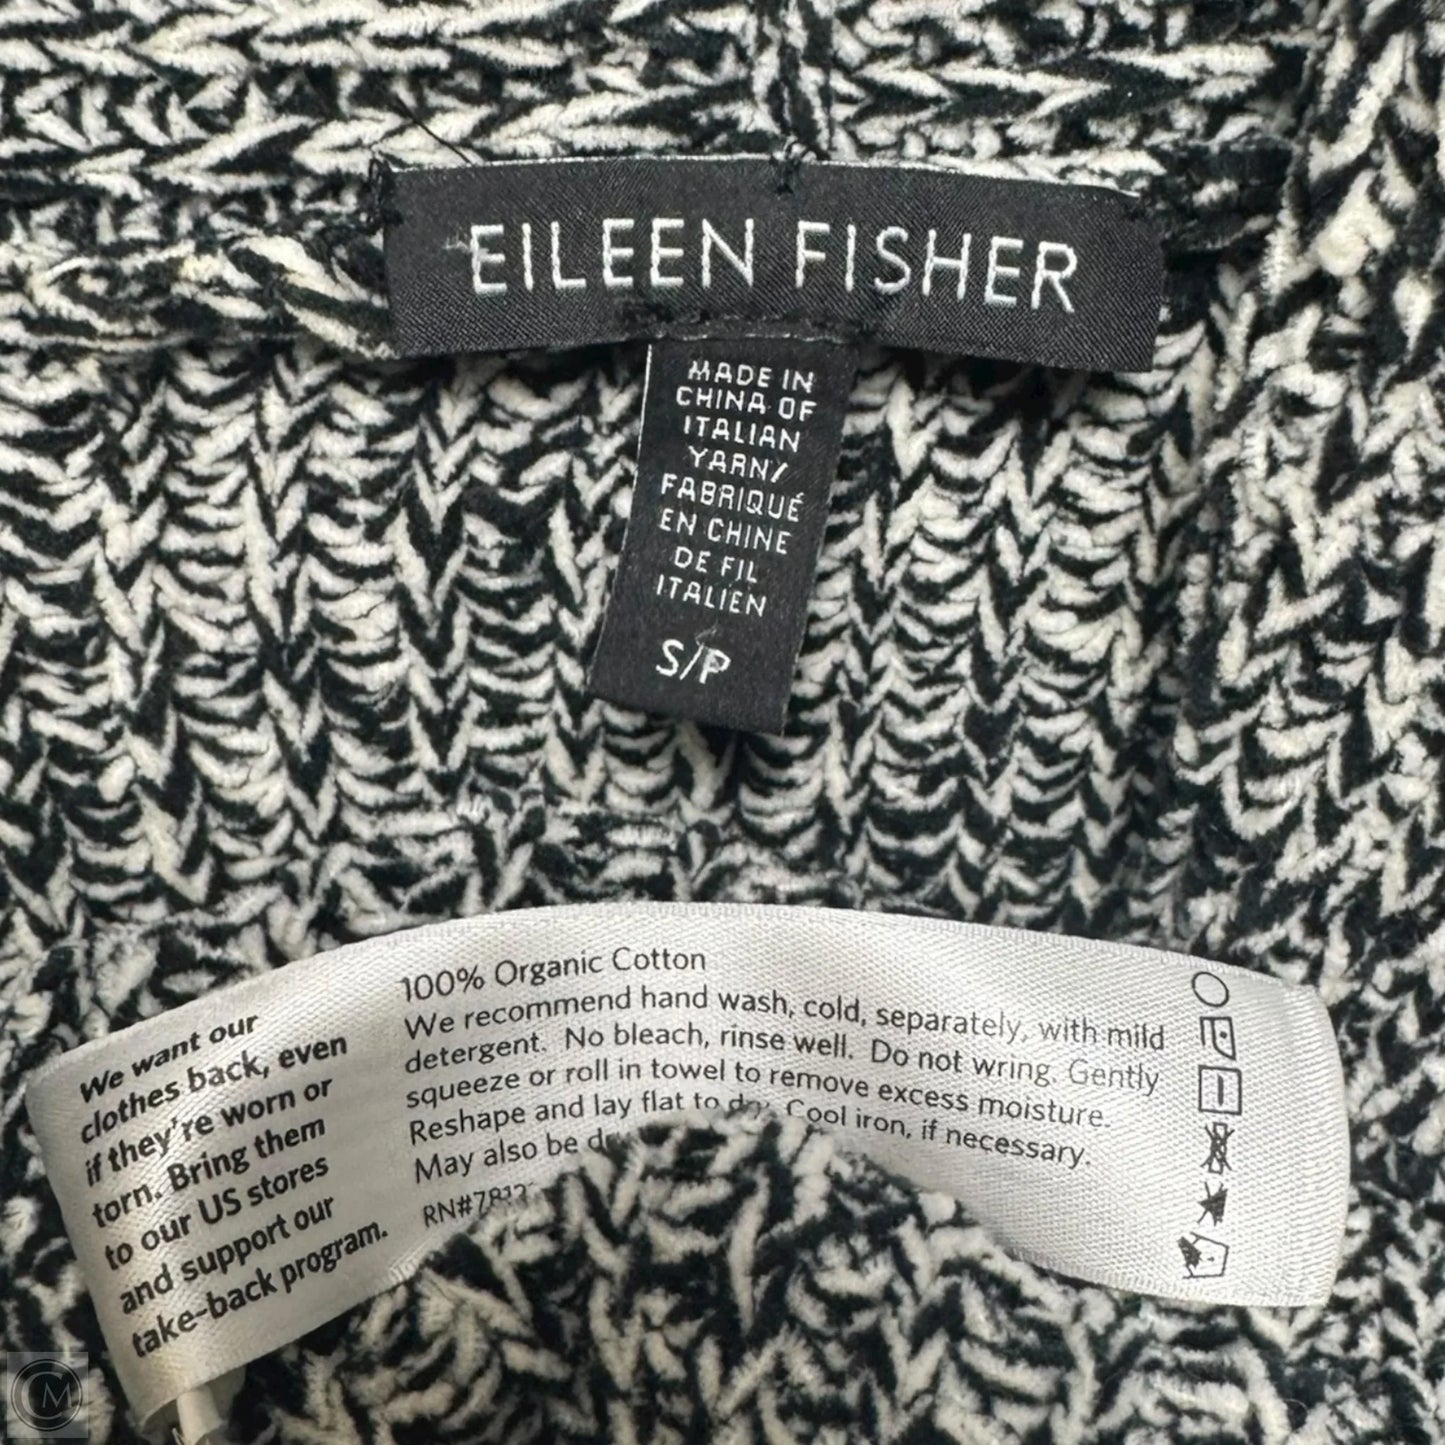 EILEEN FISHER
MADE IN
CHINA OF
ITALIAN
YARN/
FABRIQUÉ
EN CHINE
DE FIL
ITALIEN
S/P
We want our
clothes back, even
if they're worn or
torn. Bring them
to our US stores
and support our
take-back program.
100% Organic Cotton
We recommend hand wash, cold, separately, with mild
detergent. No bleach, rinse well. Do not wring. Gently
squeeze or roll in towel to remove excess moisture.
Reshape and lay flat to dry. Cool iron, if necessary.
May also be